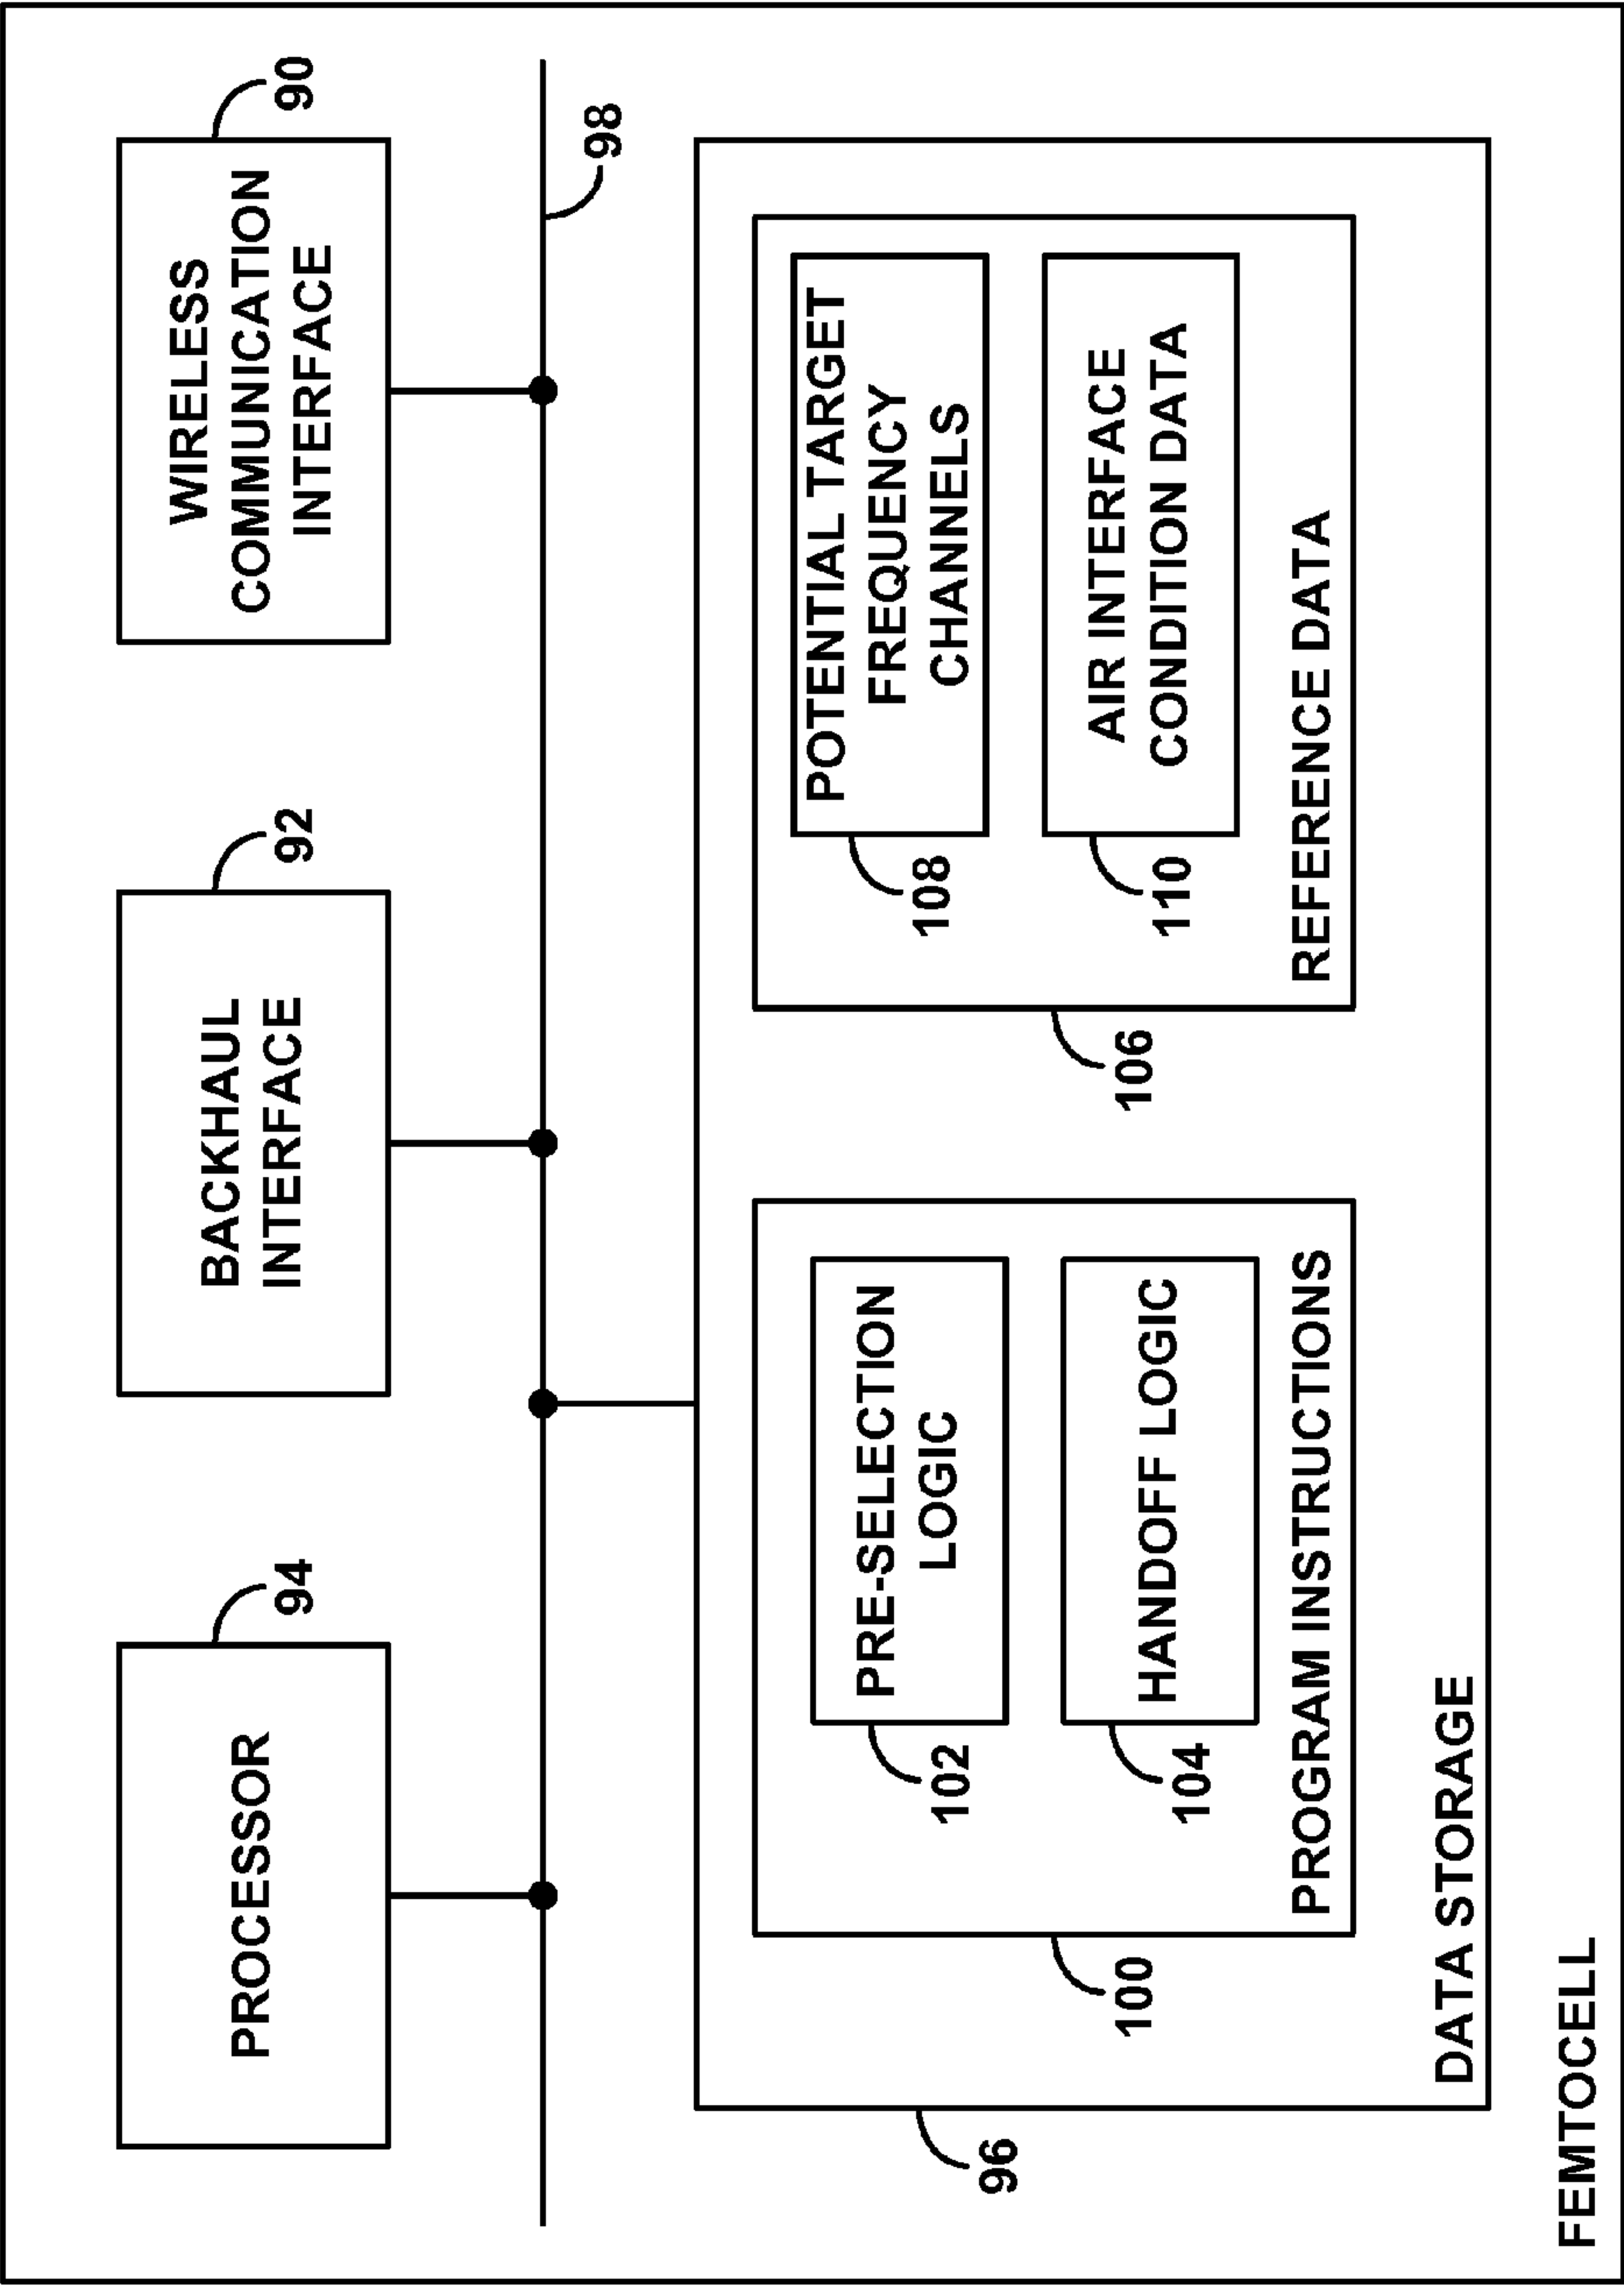 PROCESSOR
94
BACKHAUL
INTERFACE
92
WIRELESS
COMMUNICATION
INTERFACE
90
98
96
100
102
PRE-SELECTION
LOGIC
104
HANDOFF LOGIC
PROGRAM INSTRUCTIONS
106
108
POTENTIAL TARGET
FREQUENCY
CHANNELS
110
AIR INTERFACE
CONDITION DATA
REFERENCE DATA
DATA STORAGE
FEMTOCELL